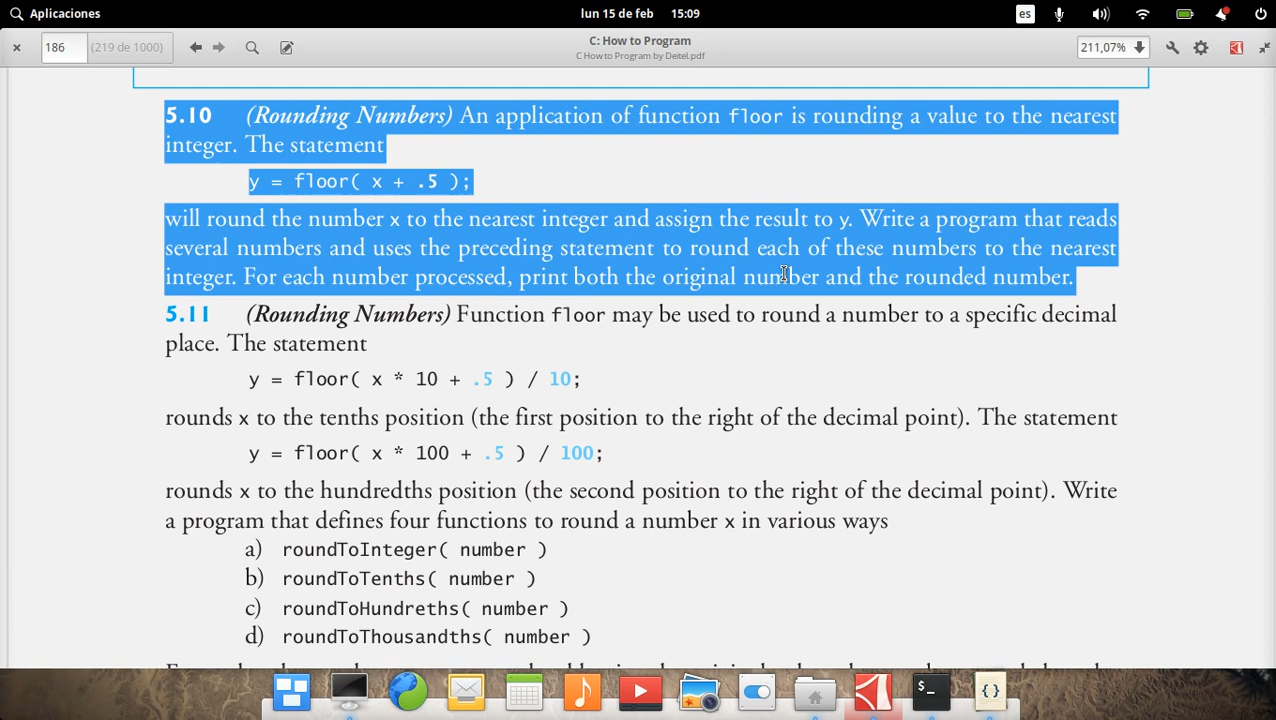 Aplicaciones
lun 15 de feb 15:09
es
186 (219 de 1000)
C: How to Program
C How to Program by Deitel.pdf
211,07%
5.10 (Rounding Numbers) An application of function floor is rounding a value to the nearest
integer. The statement
y = floor( x + .5 );
will round the number x to the nearest integer and assign the result to y. Write a program that reads
several numbers and uses the preceding statement to round each of these numbers to the nearest
integer. For each number processed, print both the original number and the rounded number.
5.11 (Rounding Numbers) Function floor may be used to round a number to a specific decimal
place. The statement
y = floor( x * 10 + .5 ) / 10;
rounds x to the tenths position (the first position to the right of the decimal point). The statement
y = floor( x * 100 + .5 ) / 100;
rounds x to the hundredths position (the second position to the right of the decimal point). Write
a program that defines four functions to round a number x in various ways
a) roundToInteger( number )
b) roundToTenths( number )
c) roundToHundreths( number )
d) roundToThousandths( number )